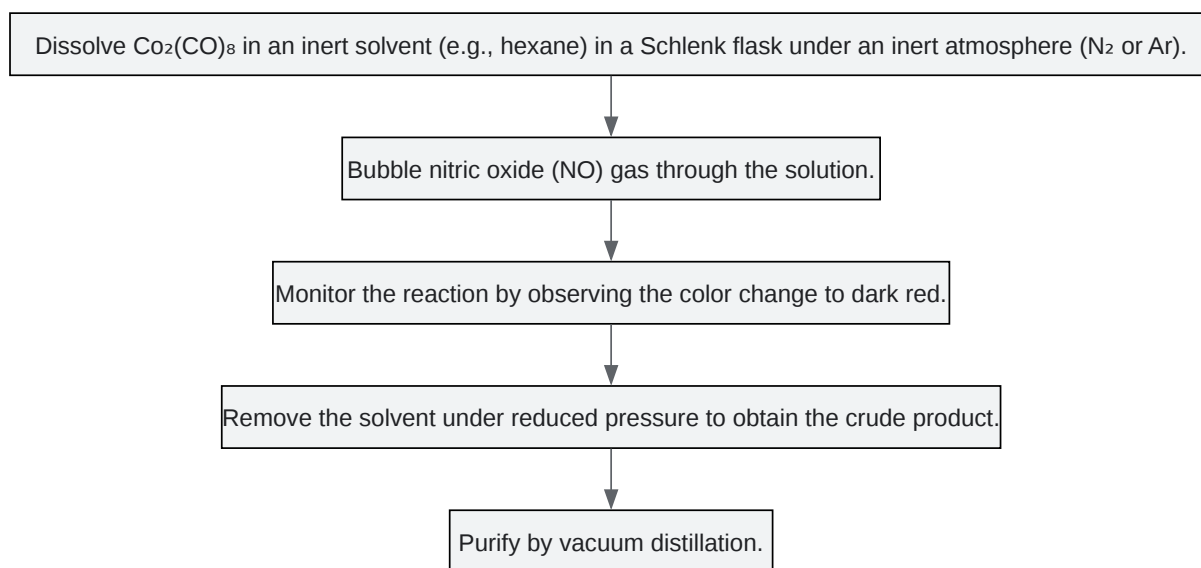 Dissolve Co₂(CO)₈ in an inert solvent (e.g., hexane) in a Schlenk flask under an inert atmosphere (N₂ or Ar).
Bubble nitric oxide (NO) gas through the solution.
Monitor the reaction by observing the color change to dark red.
Remove the solvent under reduced pressure to obtain the crude product.
Purify by vacuum distillation.